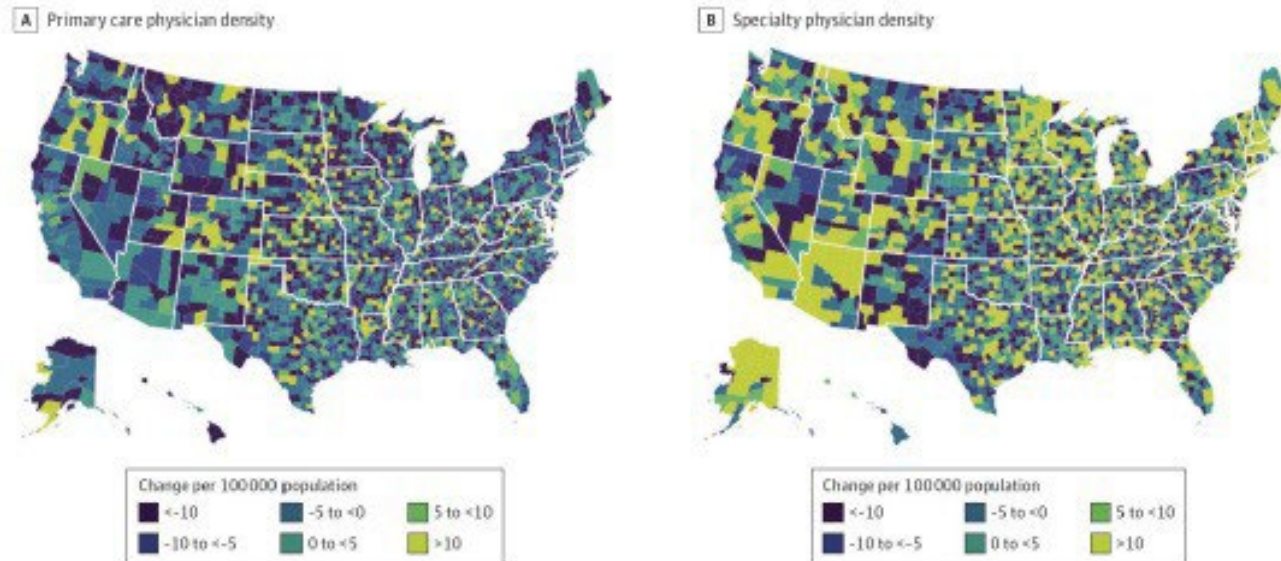 A Primary care physician density
B Specialty physician density
Change per 100 000 population
<-10
-5 to <0
5 to <10
-10 to <-5
0 to <5
>10
Change per 100 000 population
<-10
-5 to <0
5 to <10
-10 to <-5
0 to <5
>10